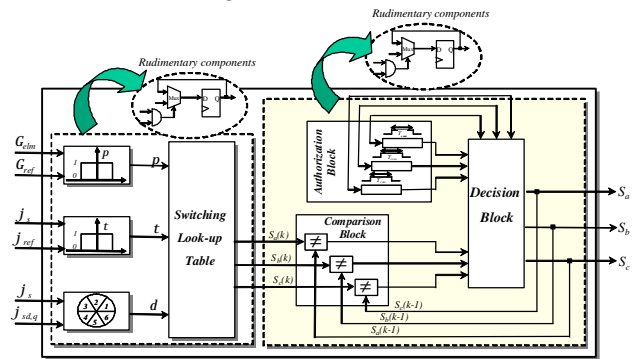 Rudimentary components
Rudimentary components
Mux
D Q
Mux
D Q
G_elm
G_ref
1
0
p
p
j_s
j_ref
1
0
t
t
j_s
j_sd,q
3 2 1
4 5 6
d
Switching
Look-up
Table
Authorization
Block
Comparison
Block
S_a(k)
S_b(k)
S_c(k)
≠
≠
≠
S_c(k-1)
S_b(k-1)
S_a(k-1)
Decision
Block
S_a
S_b
S_c